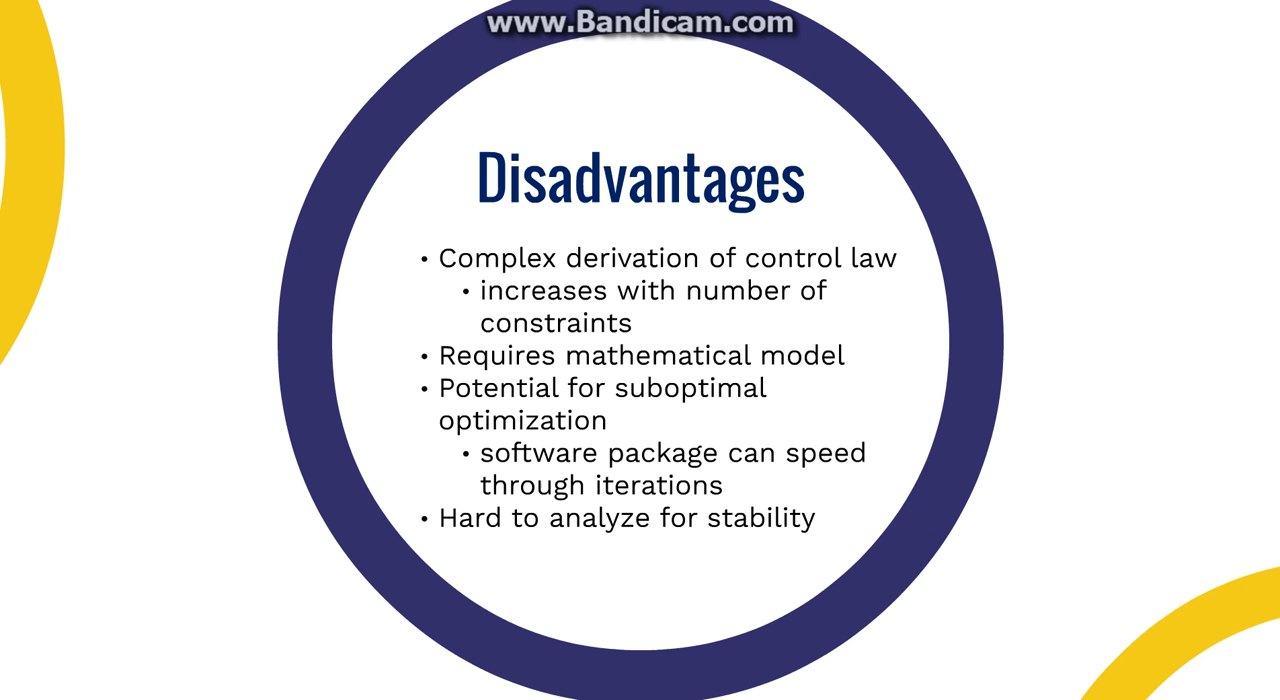 www.Bandicam.com
Disadvantages
• Complex derivation of control law
• increases with number of
constraints
• Requires mathematical model
• Potential for suboptimal
optimization
• software package can speed
through iterations
• Hard to analyze for stability